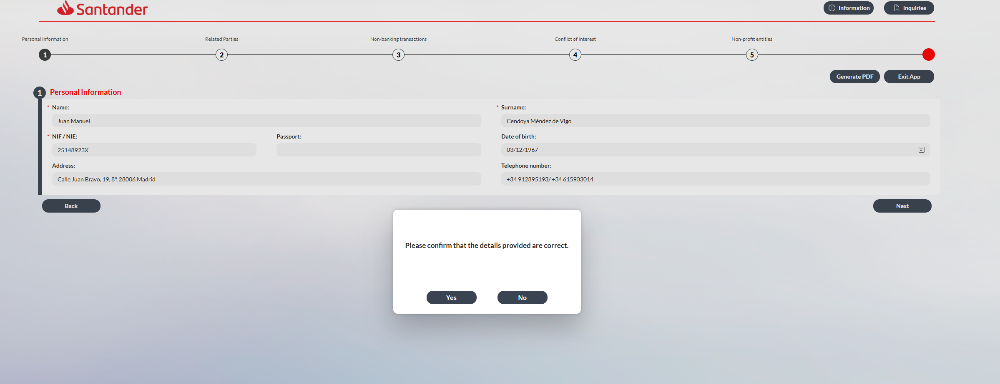 Santander
Information
Inquiries
Personal Information
Related Parties
Non-banking transactions
Conflict of Interest
Non-profit entities
1
2
3
4
5
Generate PDF
Exit App
1 Personal Information
* Name:
* Surname:
Juan Manuel
Cendoya Méndez de Vigo
* NIF / NIE:
Passport:
Date of birth:
25148923X
03/12/1967
Address:
Telephone number:
Calle Juan Bravo, 19, 8º, 28006 Madrid
+34 912895193/ +34 615903014
Back
Next
Please confirm that the details provided are correct.
Yes
No